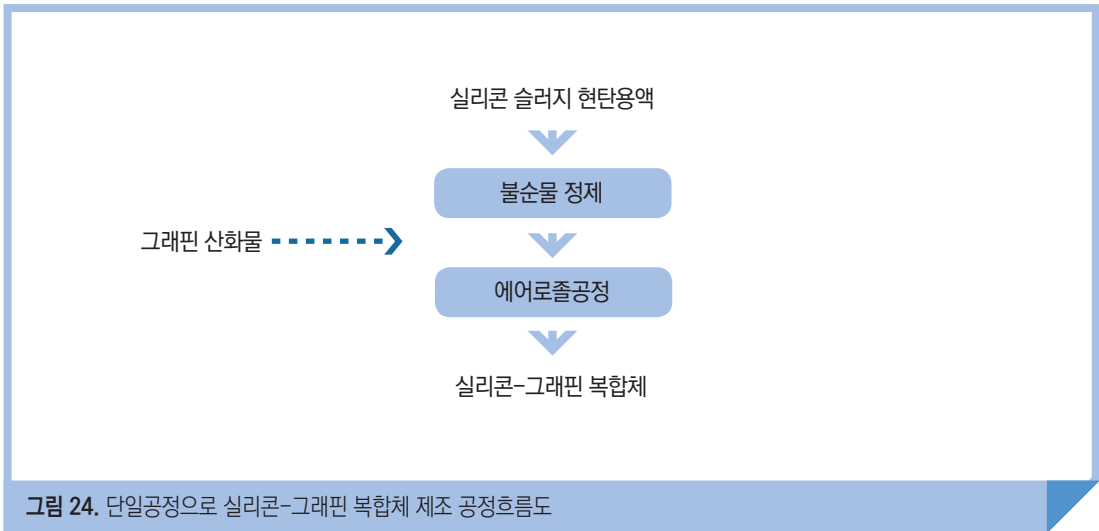 실리콘 슬러지 현탄용액
불순물 정제
그래핀 산화물
에어로졸공정
실리콘-그래핀 복합체
그림 24. 단일공정으로 실리콘-그래핀 복합체 제조 공정흐름도